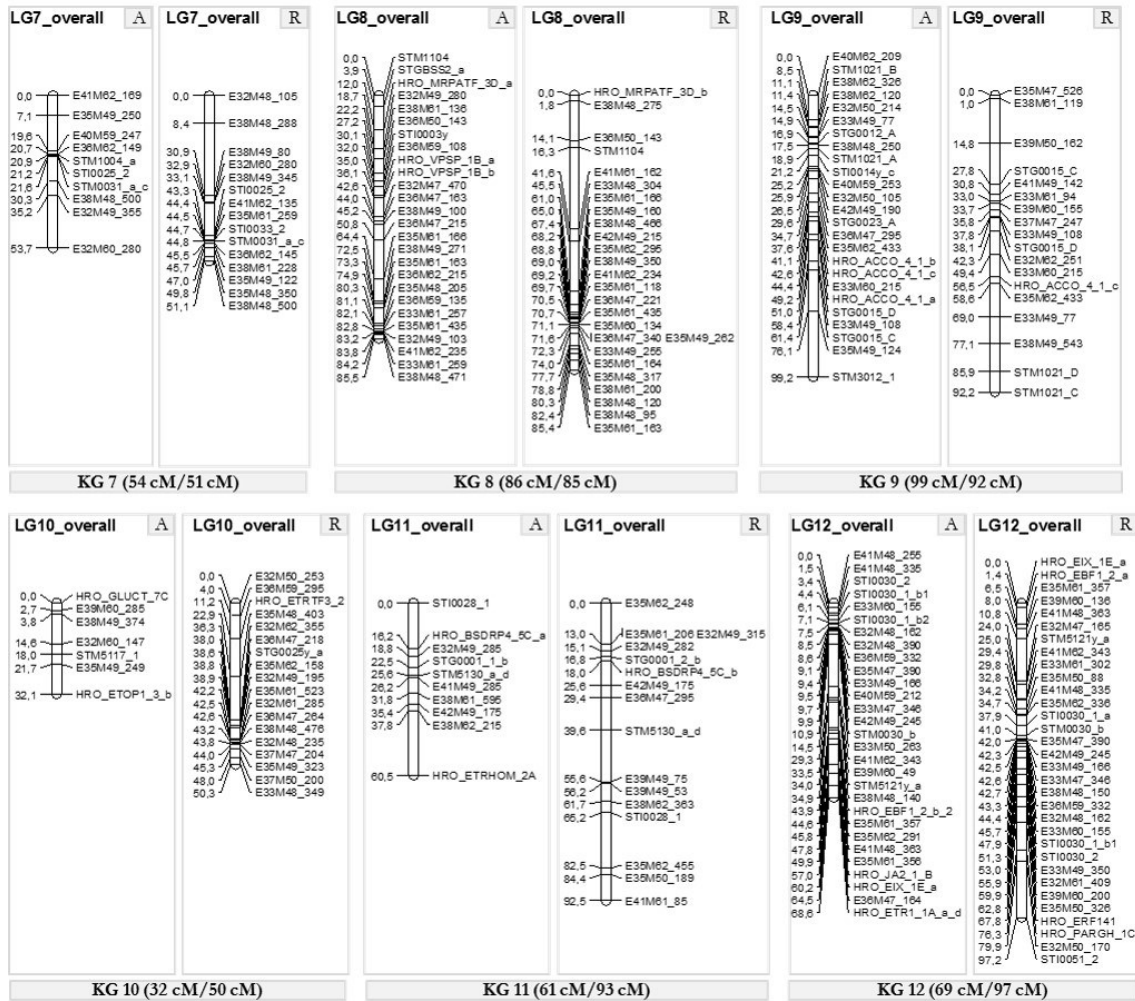 LG7_overall A
0,0 E41M62_169
7,1 E35M49_250
19,6 E40M59_247
20,7 E36M62_149
20,9 STM1004_a
21,2 STI0025_2
21,6 STM0031_a_c
30,3 E38M48_500
35,2 E32M49_355
53,7 E32M60_280
LG7_overall R
0,0 E32M48_105
8,4 E38M48_288
30,9 E38M49_80
32,9 E32M60_280
33,1 E38M49_345
43,3 STI0025_2
44,4 E41M62_135
44,5 E35M61_259
44,7 STI0033_2
44,8 STM0031_a_c
45,5 E36M62_145
45,7 E38M61_228
47,0 E35M49_122
49,8 E35M48_350
51,1 E38M48_500
KG 7 (54 cM/51 cM)
LG8_overall A
0,0 STM1104
3,9 STGBSS2_a
12,0 HRO_MRPATF_3D_a
18,7 E32M49_280
22,2 E38M61_136
27,2 E36M50_143
30,1 STI0003y
32,0 E36M59_108
35,0 HRO_VPSP_1B_a
36,1 HRO_VPSP_1B_b
42,6 E32M47_470
44,0 E36M47_163
45,2 E38M49_100
50,8 E36M47_215
64,4 E35M61_166
72,5 E38M49_271
73,3 E35M61_163
74,9 E36M62_215
80,3 E35M48_205
81,1 E36M59_135
82,1 E33M61_257
82,8 E35M61_435
83,2 E32M49_103
83,8 E41M62_235
84,2 E33M61_259
85,5 E38M48_471
LG8_overall R
0,0 HRO_MRPATF_3D_b
1,8 E38M48_275
14,1 E36M50_143
16,3 STM1104
41,6 E41M61_162
45,5 E33M48_304
61,0 E35M61_166
65,0 E35M49_160
67,4 E38M48_466
68,2 E42M49_215
68,9 E35M62_295
69,0 E38M49_350
69,2 E41M62_234
69,7 E35M61_118
70,5 E36M47_221
70,7 E35M61_435
71,1 E35M60_134
71,6 E36M47_340 E35M49_262
72,3 E33M49_255
74,0 E35M61_164
77,7 E35M48_317
78,8 E38M61_200
80,3 E38M48_120
82,4 E38M48_95
85,4 E35M61_163
KG 8 (86 cM/85 cM)
LG9_overall A
0,0 E40M62_209
8,5 STM1021_B
11,1 E38M62_326
11,4 E38M62_120
14,5 E32M50_214
14,9 E33M49_77
16,9 STG0012_A
17,5 E38M48_250
18,9 STM1021_A
21,2 STI0014y_c
25,2 E40M59_253
25,9 E32M50_105
26,5 E42M49_190
29,6 STG0023_A
34,7 E36M47_295
37,6 E35M62_433
41,1 HRO_ACCO_4_1_b
42,6 HRO_ACCO_4_1_c
44,4 E33M60_215
49,2 HRO_ACCO_4_1_a
51,0 STG0015_D
58,4 E33M49_108
61,4 STG0015_C
76,1 E35M49_124
99,2 STM3012_1
LG9_overall R
0,0 E35M47_526
1,0 E38M61_119
14,8 E39M50_162
27,8 STG0015_C
30,8 E41M49_142
33,0 E33M61_94
33,7 E39M60_155
35,8 E37M47_247
37,8 E33M49_108
38,1 STG0015_D
42,3 E32M62_251
49,4 E33M60_215
56,5 HRO_ACCO_4_1_c
58,6 E35M62_433
69,0 E33M49_77
77,1 E38M49_543
85,9 STM1021_D
92,2 STM1021_C
KG 9 (99 cM/92 cM)
LG10_overall A
0,0 HRO_GLUCT_7C
2,7 E39M60_285
3,8 E38M49_374
14,6 E32M60_147
18,0 STM5117_1
21,7 E35M49_249
32,1 HRO_ETOP1_3_b
LG10_overall R
0,0 E32M50_253
4,0 E36M59_295
11,2 HRO_ETRTF3_2
22,9 E35M48_403
36,3 E32M62_355
38,0 E36M47_218
38,6 STG0025y_a
38,8 E35M62_158
38,9 E32M49_195
42,2 E35M61_523
42,5 E32M61_285
42,6 E36M47_264
43,2 E38M48_476
43,8 E32M48_235
44,0 E37M47_204
45,3 E35M49_323
48,0 E37M50_200
50,3 E33M48_349
KG 10 (32 cM/50 cM)
LG11_overall A
0,0 STI0028_1
16,2 HRO_BSDRP4_5C_a
18,8 E32M49_285
22,5 STG0001_1_b
25,6 STM5130_a_d
26,2 E41M49_285
31,8 E38M61_595
35,4 E42M49_175
37,8 E38M62_215
60,5 HRO_ETRHOM_2A
LG11_overall R
0,0 E35M62_248
13,0 E35M61_206 E32M49_315
15,1 E32M49_282
16,8 STG0001_2_b
18,0 HRO_BSDRP4_5C_b
25,6 E42M49_175
29,4 E36M47_295
39,6 STM5130_a_d
55,6 E39M49_75
56,2 E39M49_53
61,7 E38M62_363
65,2 STI0028_1
82,5 E35M62_455
84,4 E35M50_189
92,5 E41M61_85
KG 11 (61 cM/93 cM)
LG12_overall A
0,0 E41M48_255
1,5 E41M48_335
3,4 STI0030_2
4,4 STI0030_1_b1
6,1 E33M60_155
7,1 STI0030_1_b2
7,5 E32M48_162
8,5 E32M48_390
8,6 E36M59_332
9,1 E35M47_390
9,4 E33M49_166
9,5 E40M59_212
9,7 E33M47_346
9,9 E42M49_245
10,9 STM0030_b
14,5 E33M50_263
29,3 E41M62_343
33,5 E39M60_49
34,0 STM5121y_a
34,9 E38M48_140
43,9 HRO_EBF1_2_b_2
44,6 E35M61_357
45,8 E35M62_291
47,8 E41M48_363
49,9 E35M61_356
57,0 HRO_JA2_1_B
60,2 HRO_EIX_1E_a
64,5 E36M47_164
68,6 HRO_ETR1_1A_a_d
LG12_overall R
0,0 HRO_EIX_1E_a
1,4 HRO_EBF1_2_a
6,5 E35M61_357
8,0 E39M60_136
10,8 E41M48_363
24,0 E32M47_165
25,0 STM5121y_a
29,4 E41M62_343
29,8 E33M61_302
32,8 E35M50_88
34,2 E41M48_335
34,7 E35M62_336
37,9 STI0030_1_a
41,0 STM0030_b
42,0 E35M47_390
42,3 E42M49_245
42,5 E33M49_166
42,6 E33M47_346
42,7 E38M48_150
43,3 E36M59_332
44,4 E32M48_162
45,7 E33M60_155
47,9 STI0030_1_b1
51,3 STI0030_2
53,0 E33M49_350
55,9 E32M61_409
62,8 E39M60_200
67,8 E35M50_326
76,3 HRO_ERF141
79,9 HRO_PARGH_1C
97,2 E32M50_170
STI0051_2
KG 12 (69 cM/97 cM)